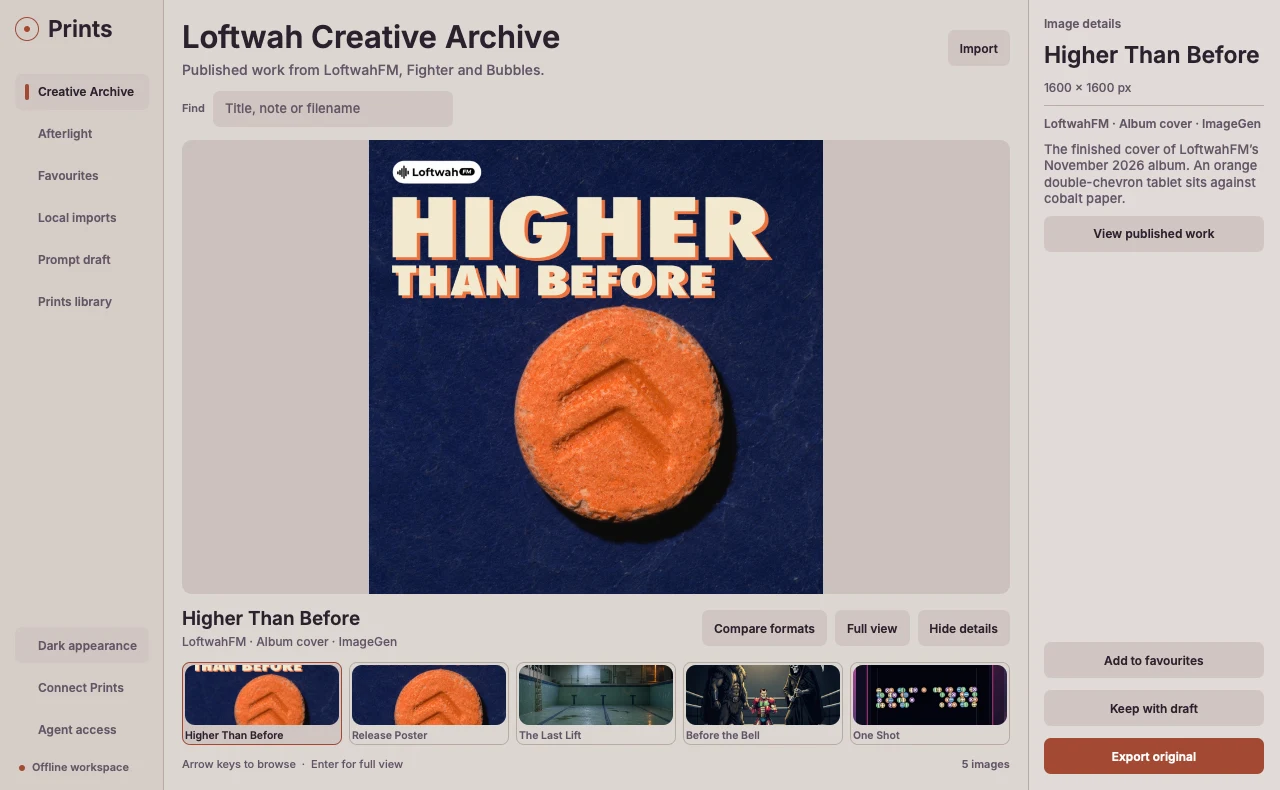 Prints
Creative Archive
Afterlight
Favourites
Local imports
Prompt draft
Prints library
Dark appearance
Connect Prints
Agent access
Offline workspace
Loftwah Creative Archive
Published work from LoftwahFM, Fighter and Bubbles.
Import
Find
Title, note or filename
Loftwah FM
HIGHER
THAN BEFORE
Higher Than Before
LoftwahFM · Album cover · ImageGen
Compare formats
Full view
Hide details
THAN BEFORE
Higher Than Before
Release Poster
The Last Lift
Before the Bell
One Shot
Arrow keys to browse · Enter for full view
5 images
Image details
Higher Than Before
1600 × 1600 px
LoftwahFM · Album cover · ImageGen
The finished cover of LoftwahFM’s
November 2026 album. An orange
double-chevron tablet sits against
cobalt paper.
View published work
Add to favourites
Keep with draft
Export original